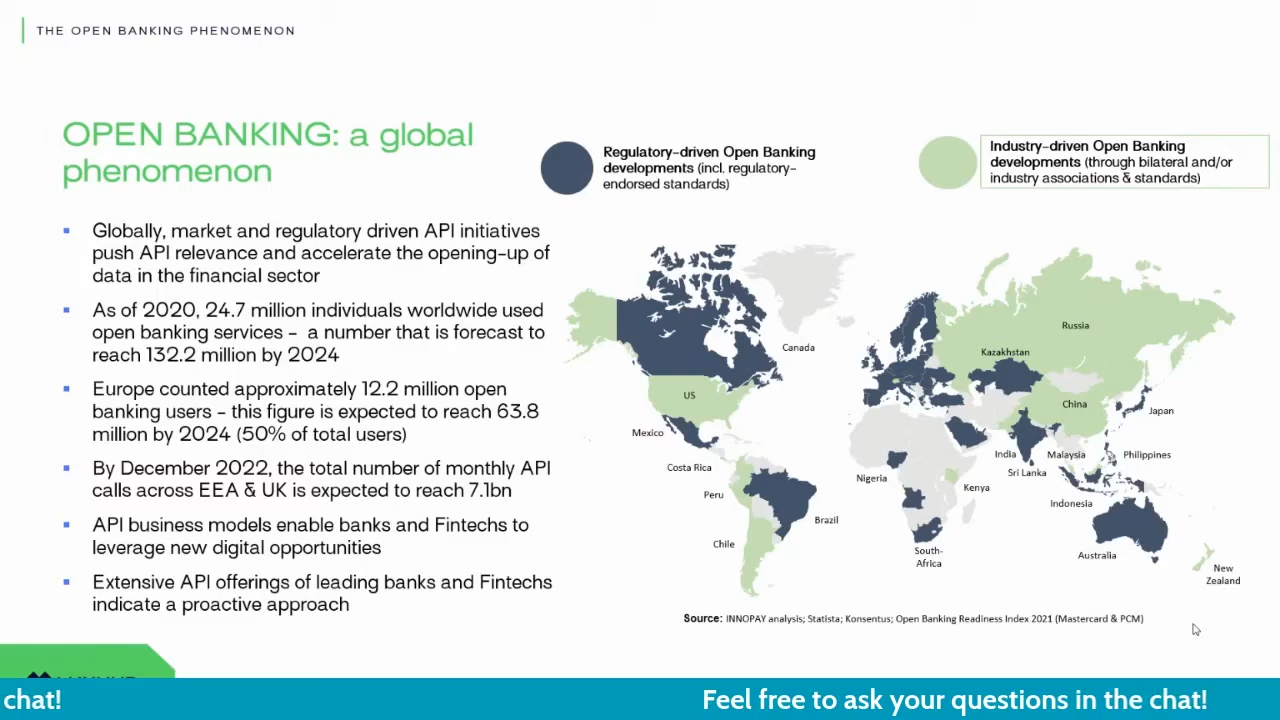 THE OPEN BANKING PHENOMENON
OPEN BANKING: a global
phenomenon
Regulatory-driven Open Banking
developments (incl. regulatory-
endorsed standards)
Industry-driven Open Banking
developments (through bilateral and/or
industry associations & standards)
Globally, market and regulatory driven API initiatives
push API relevance and accelerate the opening-up of
data in the financial sector
As of 2020, 24.7 million individuals worldwide used
open banking services - a number that is forecast to
reach 132.2 million by 2024
Europe counted approximately 12.2 million open
banking users - this figure is expected to reach 63.8
million by 2024 (50% of total users)
By December 2022, the total number of monthly API
calls across EEA & UK is expected to reach 7.1bn
API business models enable banks and Fintechs to
leverage new digital opportunities
Extensive API offerings of leading banks and Fintechs
indicate a proactive approach
Canada
US
Mexico
Costa Rica
Peru
Brazil
Chile
Russia
Kazakhstan
China
Japan
India
Malaysia
Philippines
Sri Lanka
Nigeria
Kenya
Indonesia
South-
Africa
Australia
New
Zealand
Source: INNOPAY analysis; Statista; Konsentus; Open Banking Readiness Index 2021 (Mastercard & PCM)
chat!
Feel free to ask your questions in the chat!